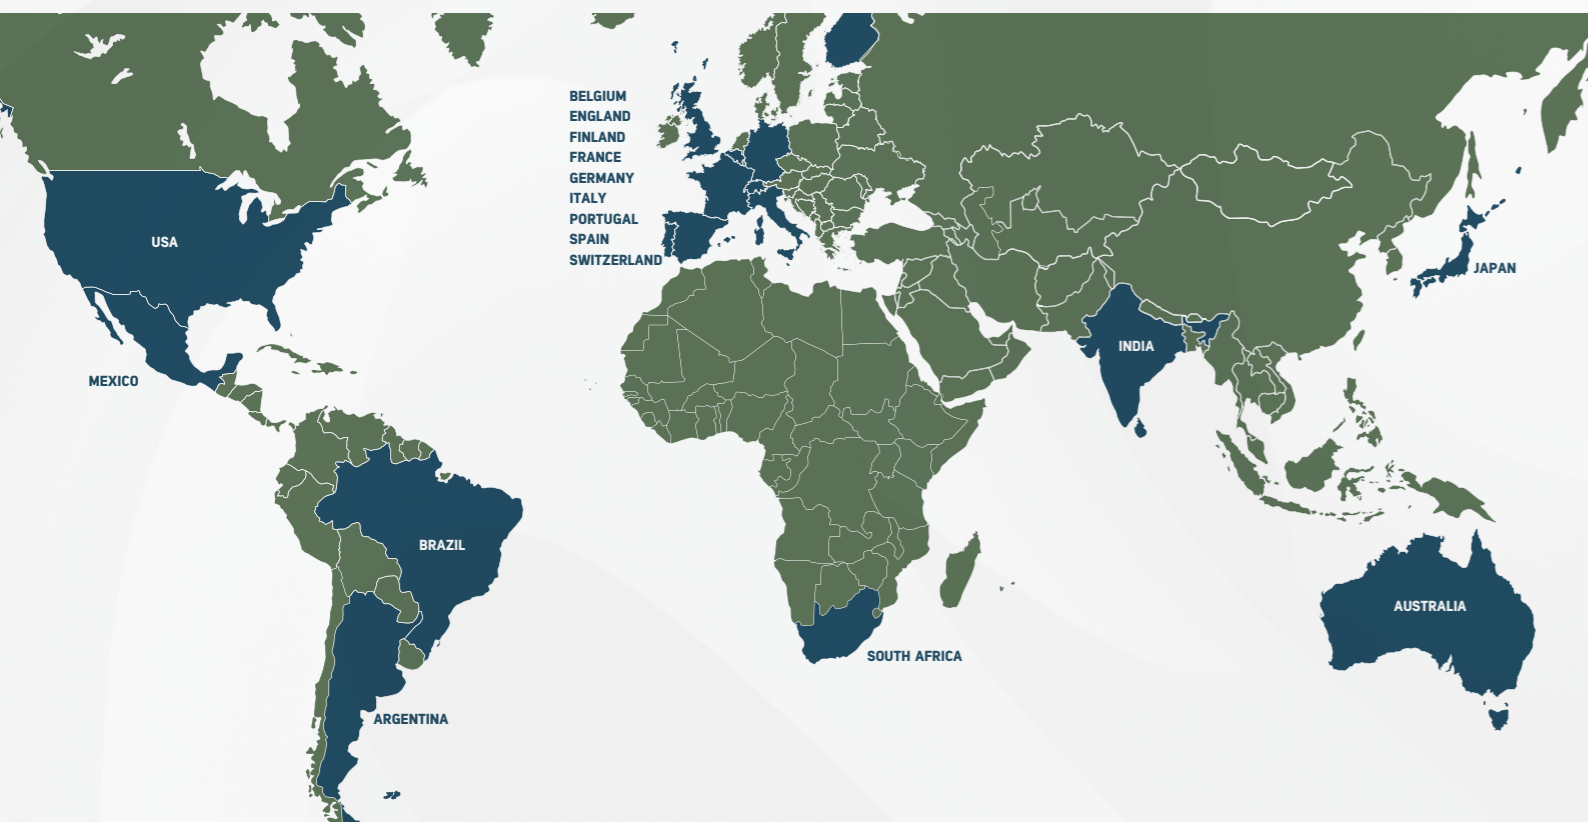 BELGIUM
ENGLAND
FINLAND
FRANCE
GERMANY
ITALY
PORTUGAL
SPAIN
SWITZERLAND
USA
JAPAN
INDIA
MEXICO
BRAZIL
AUSTRALIA
SOUTH AFRICA
ARGENTINA